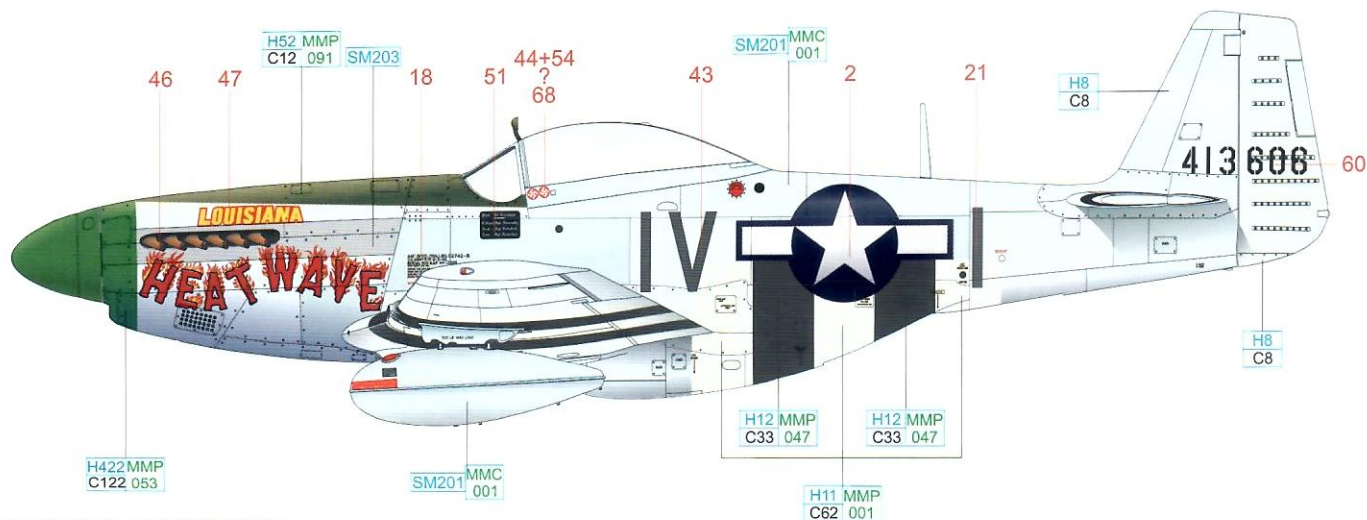 H52 MMP
C12 091
SM203
46
47
18
51
44+54
?
68
43
SM201 MMC
001
2
21
H8
C8
413606
60
LOUISIANA
HEAT WAVE
IV
I
H8
C8
H12 MMP
C33 047
H12 MMP
C33 047
H422 MMP
C122 053
SM201 MMC
001
H11 MMP
C62 001